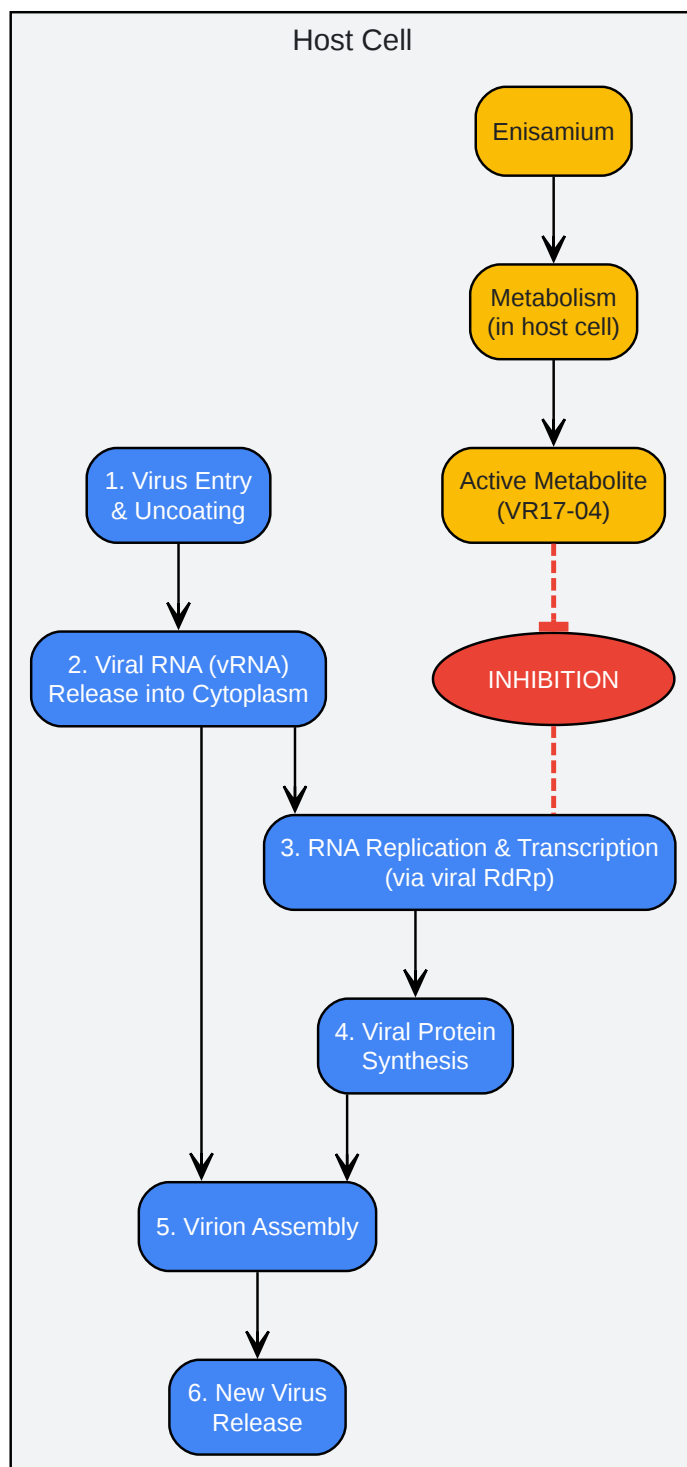 Host Cell
Enisamium
Metabolism
(in host cell)
1. Virus Entry
& Uncoating
Active Metabolite
(VR17-04)
2. Viral RNA (vRNA)
Release into Cytoplasm
INHIBITION
3. RNA Replication & Transcription
(via viral RdRp)
4. Viral Protein
Synthesis
5. Virion Assembly
6. New Virus
Release